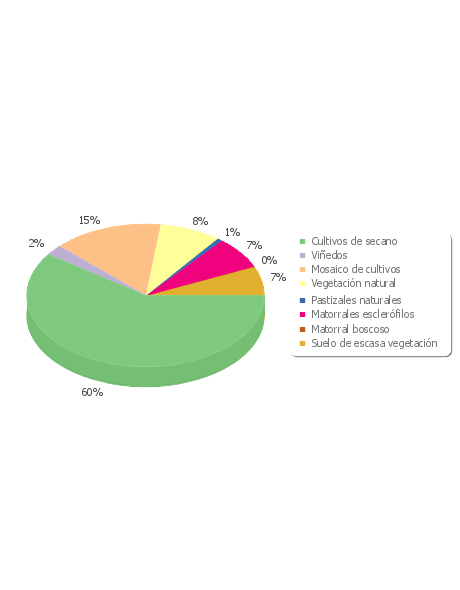 15%
8%
1%
2%
7%
0%
7%
60%
Cultivos de secano
Viñedos
Mosaico de cultivos
Vegetación natural
Pastizales naturales
Matorrales esclerófilos
Matorral boscoso
Suelo de escasa vegetación